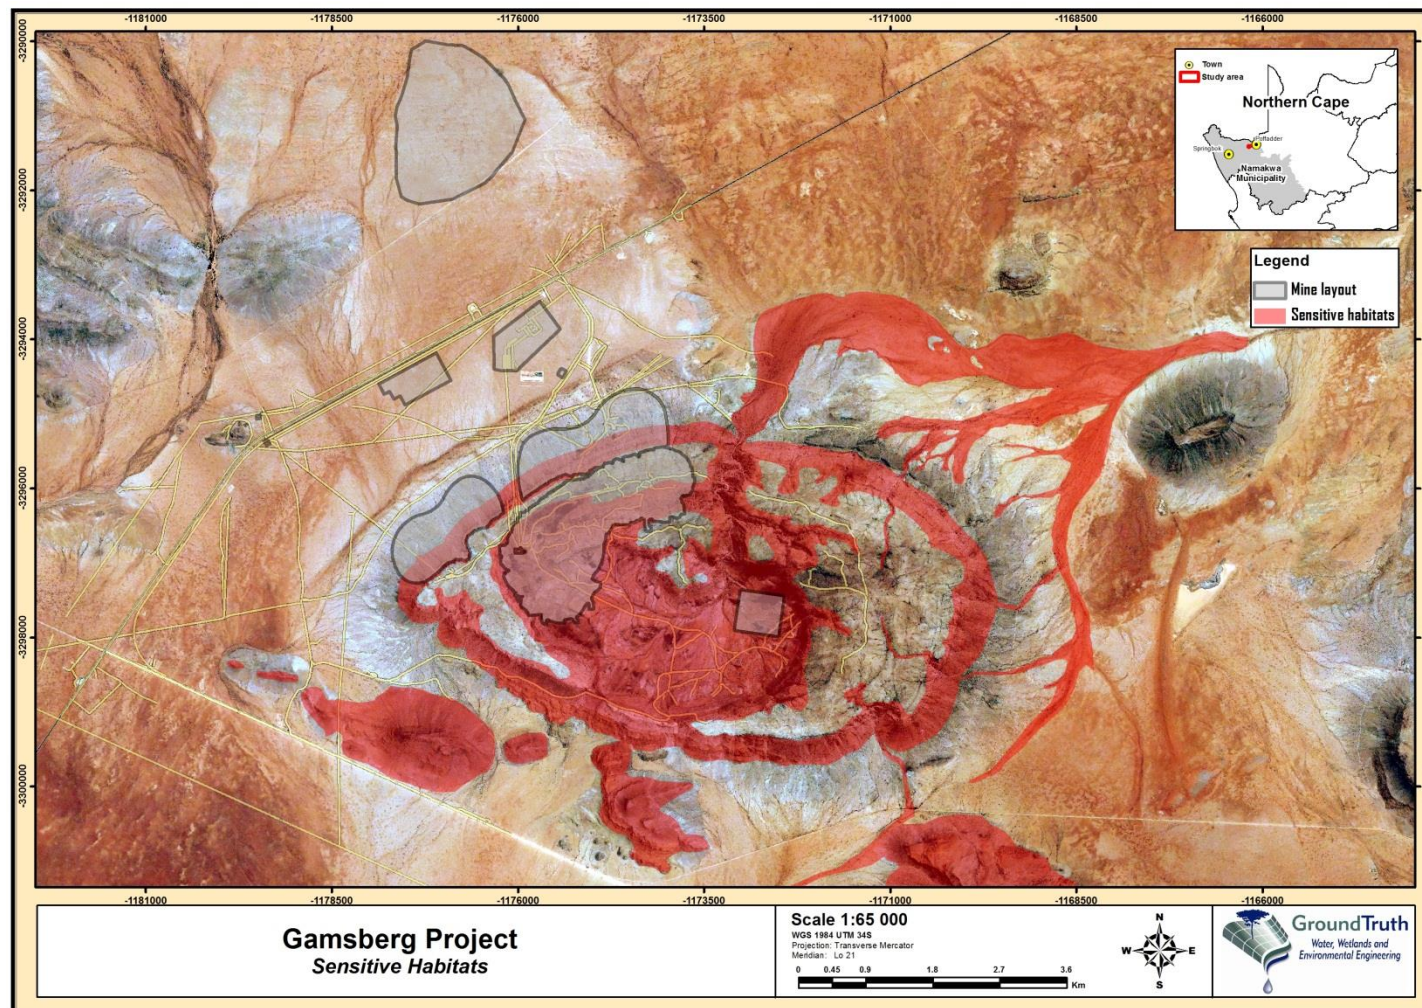 -1181000 -1178500 -1176000 -1173500 -1171000 -1168500 -1166000
-3290000
-3292000
-3294000
-3296000
-3298000
-3300000
Town
Study area
Northern Cape
Pofadder
Springbok
Namakwa
Municipality
Legend
Mine layout
Sensitive habitats
-1181000 -1178500 -1176000 -1173500 -1171000 -1168500 -1166000
Gamsberg Project
Sensitive Habitats
Scale 1:65 000
WGS 1984 UTM 34S
Projection: Transverse Mercator
Meridian: Lo 21
0 0.45 0.9 1.8 2.7 3.6
Km
N
W E
S
GroundTruth
Water, Wetlands and
Environmental Engineering